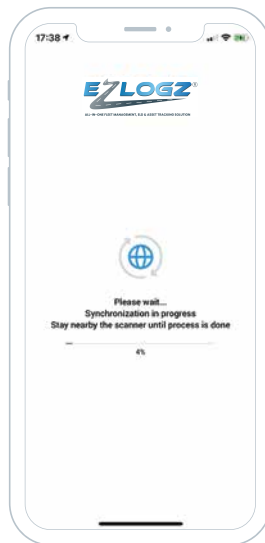 17:38
EZLOGZ®
ALL-IN-ONE FLEET MANAGEMENT, ELD & ASSET TRACKING SOLUTION
Please wait...
Synchronization in progress
Stay nearby the scanner until process is done
4%